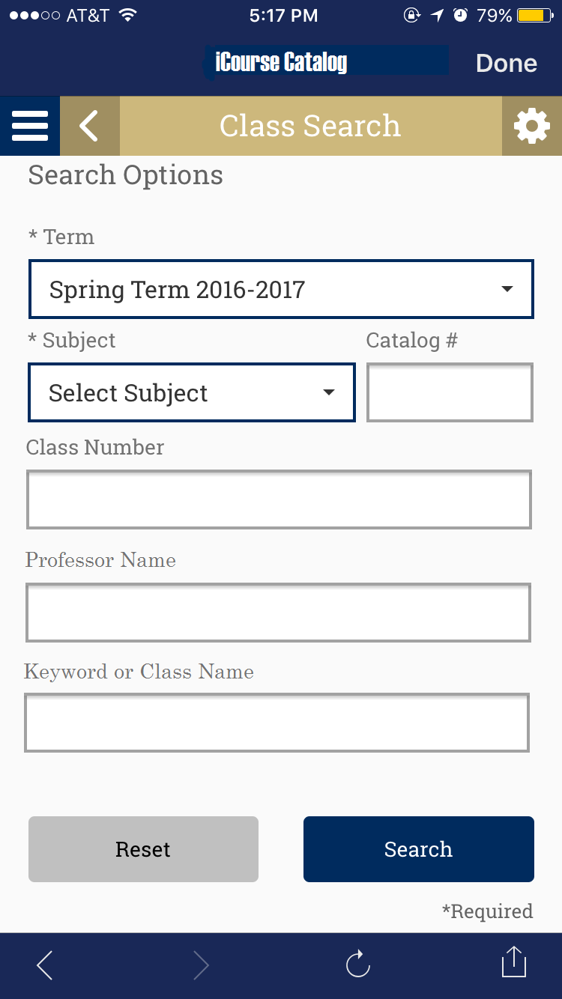 AT&T 5:17 PM 79%
iCourse Catalog Done
Class Search
Search Options
* Term
Spring Term 2016-2017
* Subject Catalog #
Select Subject
Class Number
Professor Name
Keyword or Class Name
Reset Search
*Required